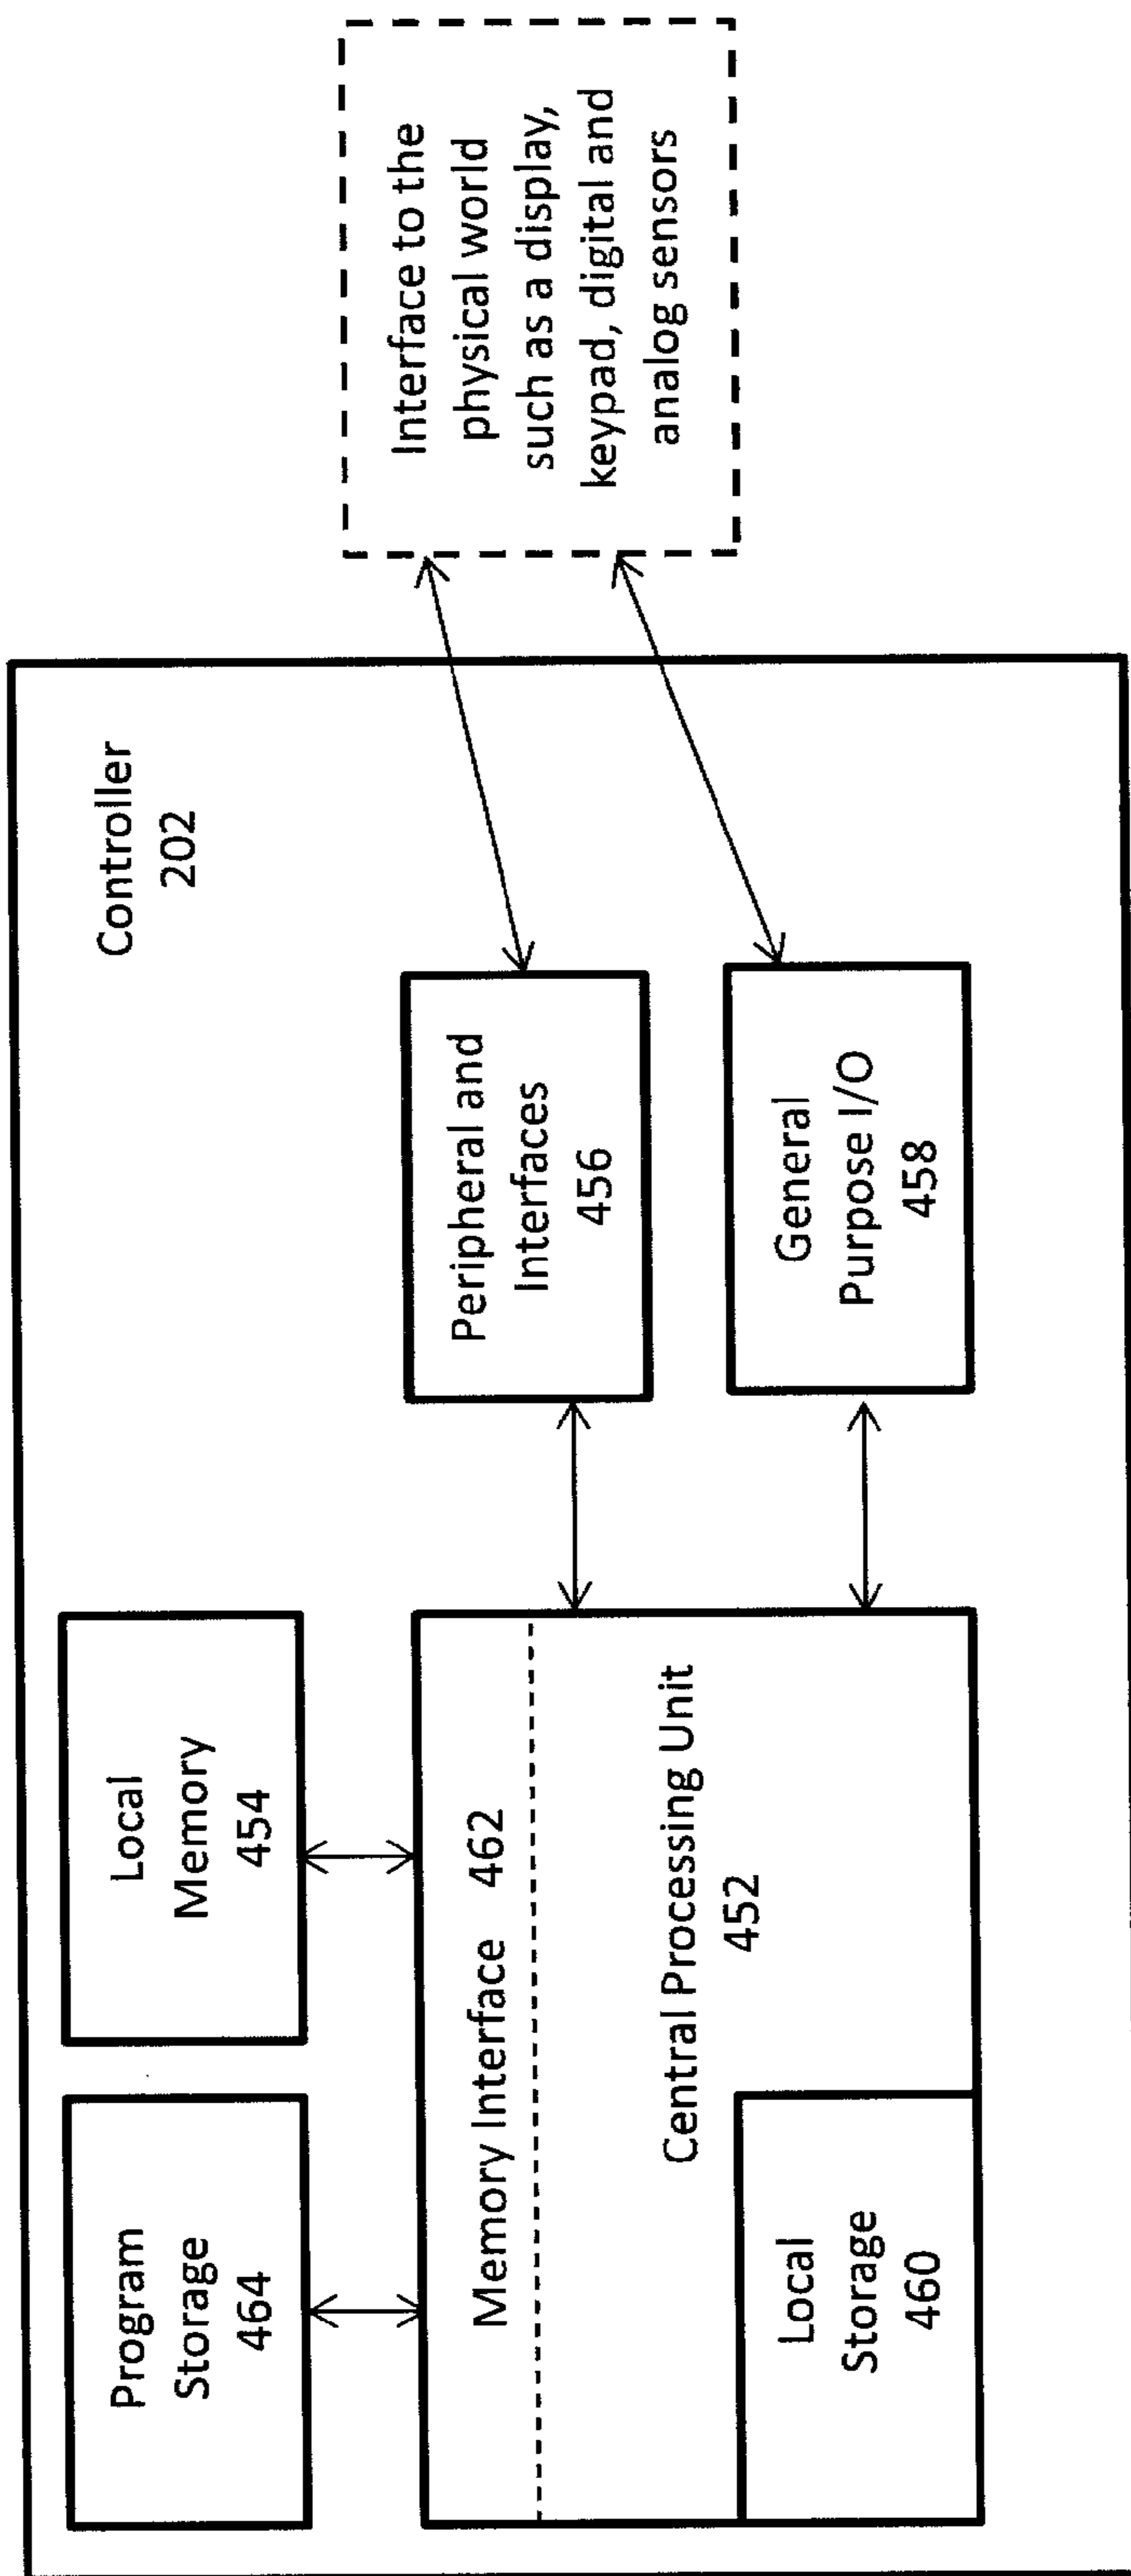 Controller
202
Program
Storage
464
Local
Memory
454
Memory Interface 462
Central Processing Unit
452
Local
Storage
460
Peripheral and
Interfaces
456
General
Purpose I/O
458
Interface to the
physical world
such as a display,
keypad, digital and
analog sensors